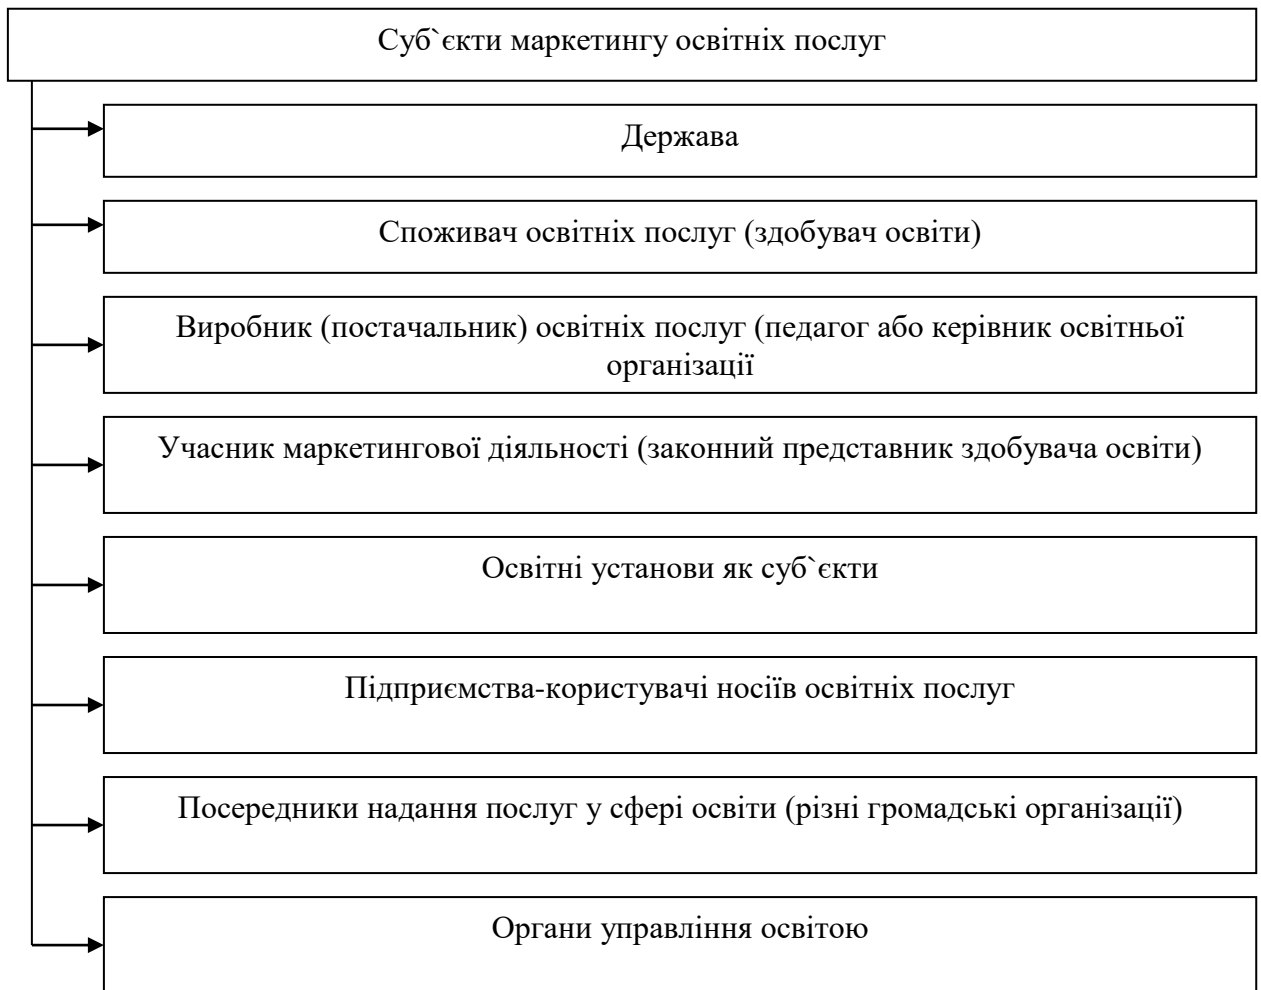 Суб`єкти маркетингу освітніх послуг
Держава
Споживач освітніх послуг (здобувач освіти)
Виробник (постачальник) освітніх послуг (педагог або керівник освітньої
організації
Учасник маркетингової діяльності (законний представник здобувача освіти)
Освітні установи як суб`єкти
Підприємства-користувачі носіїв освітніх послуг
Посередники надання послуг у сфері освіти (різні громадські організації)
Органи управління освітою